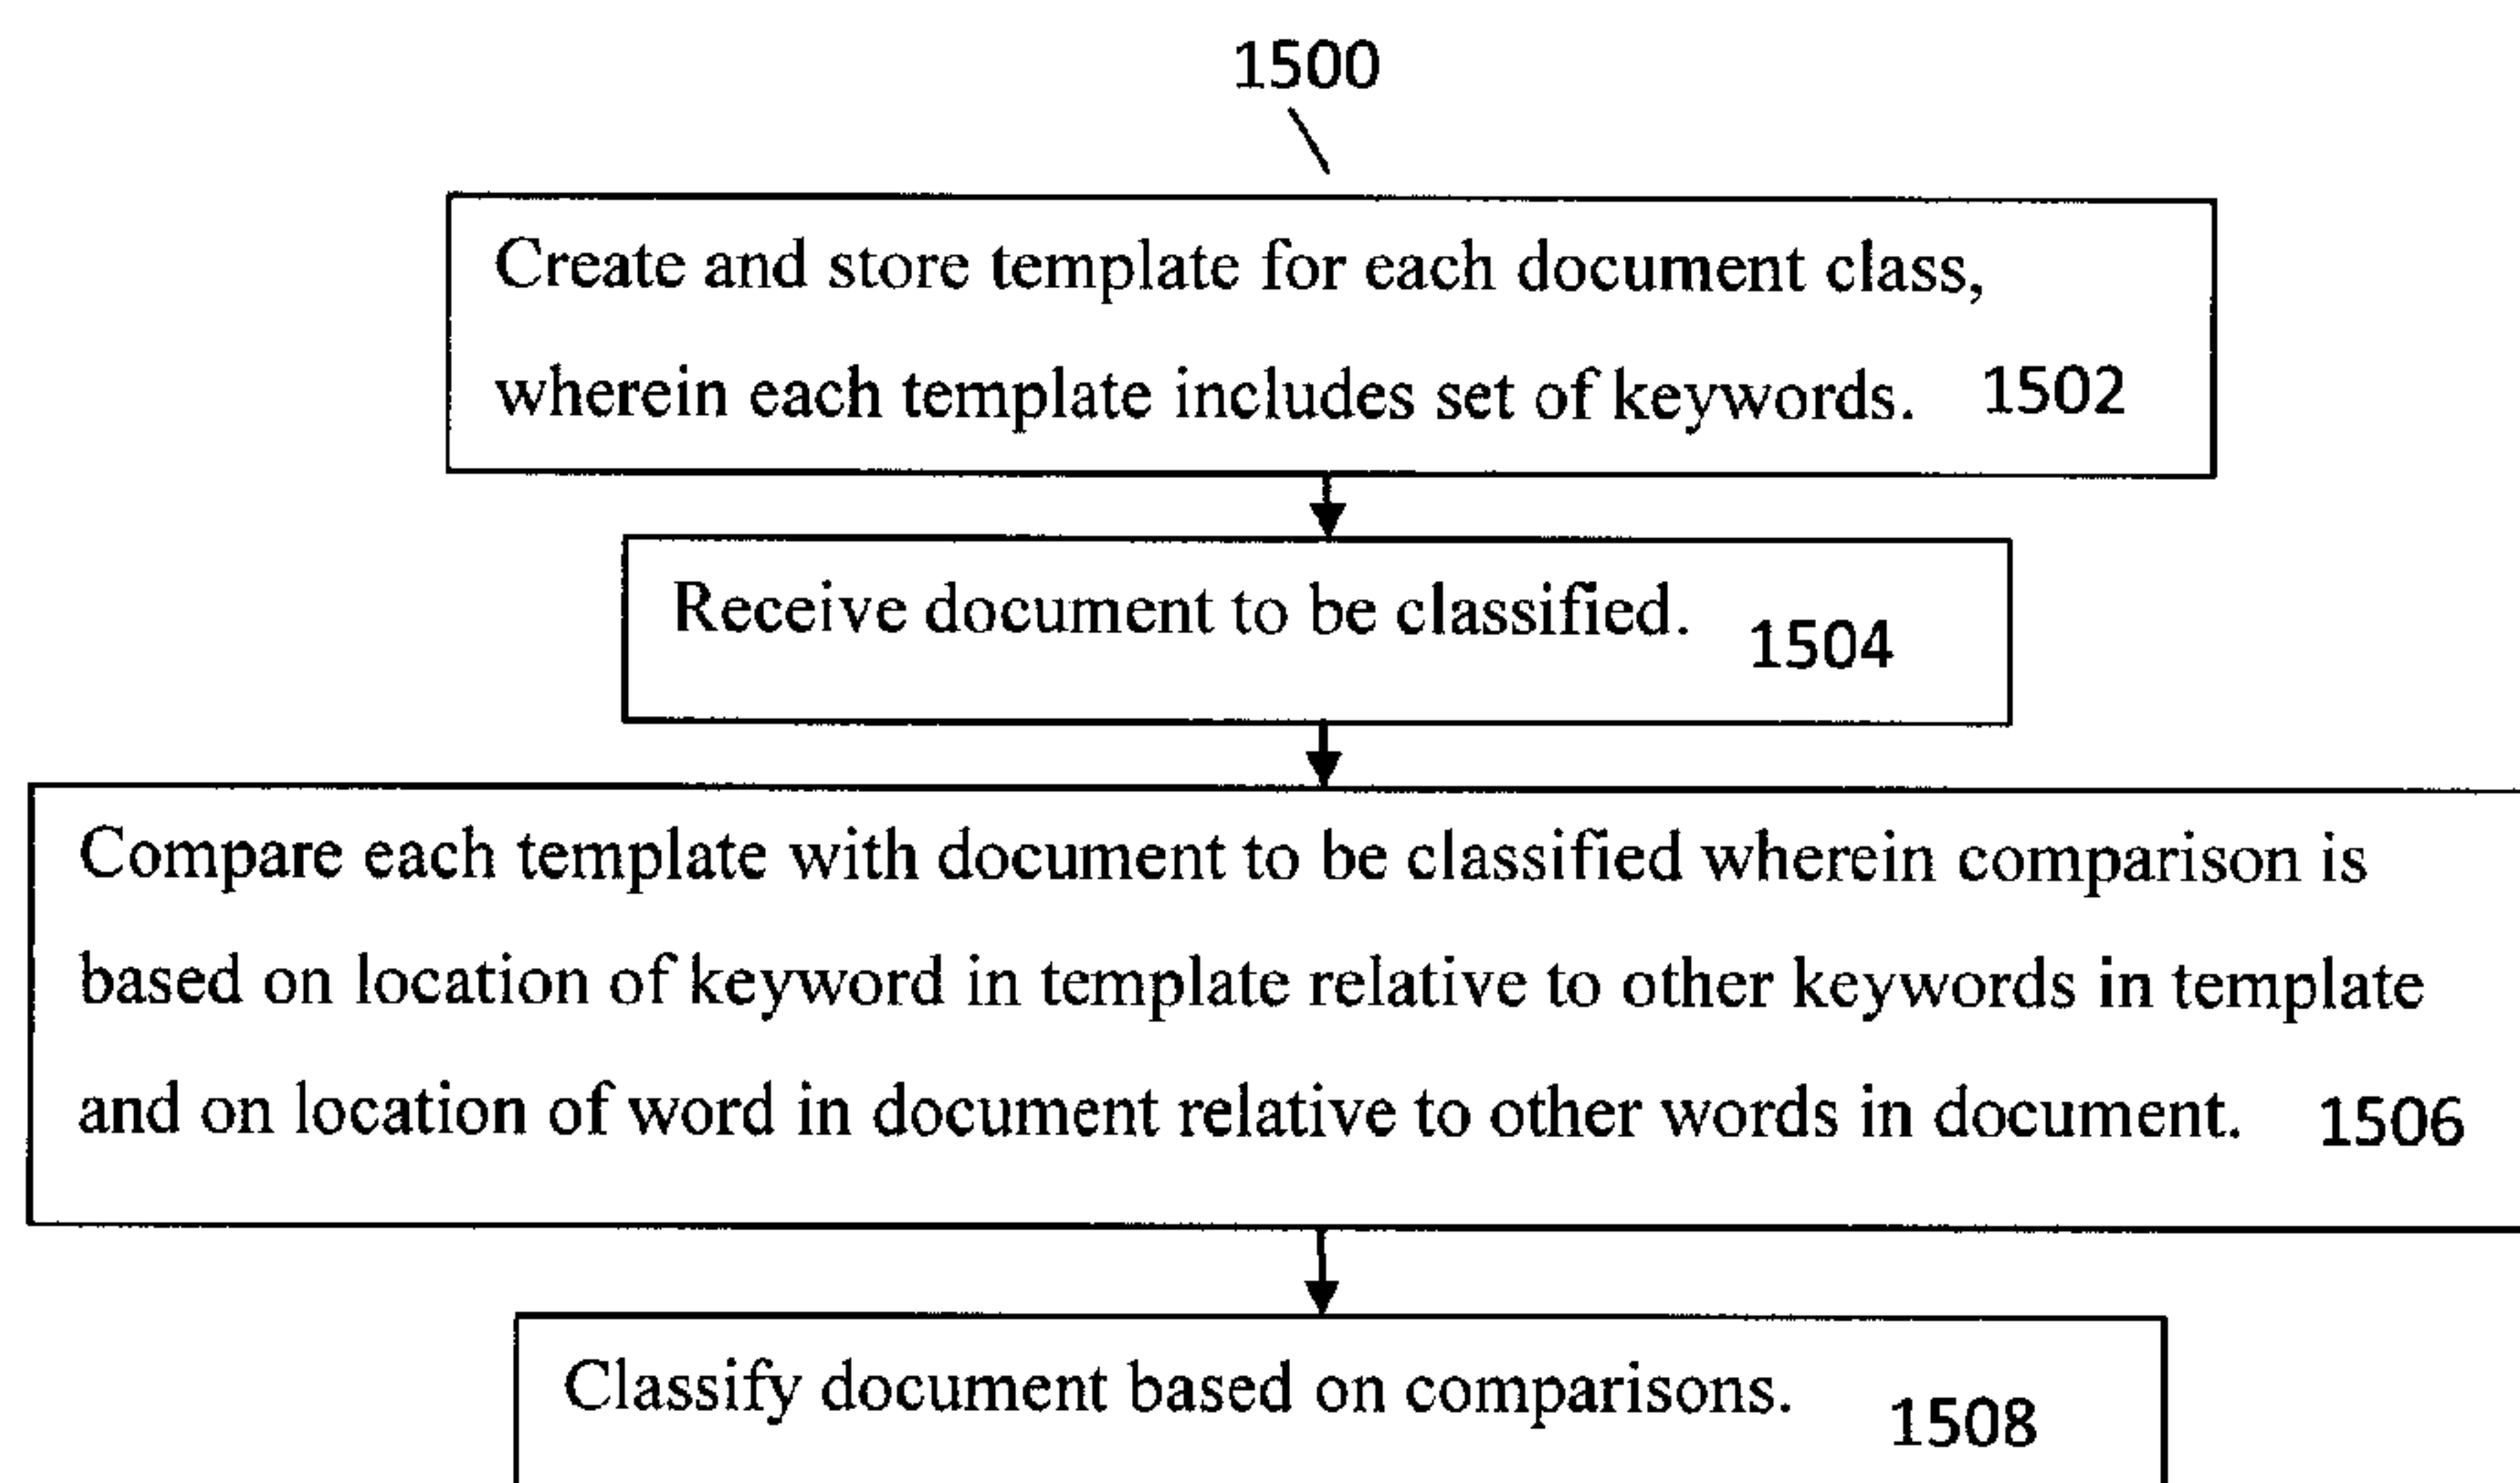 1500
Create and store template for each document class,
wherein each template includes set of keywords. 1502
Receive document to be classified. 1504
Compare each template with document to be classified wherein comparison is
based on location of keyword in template relative to other keywords in template
and on location of word in document relative to other words in document. 1506
Classify document based on comparisons. 1508